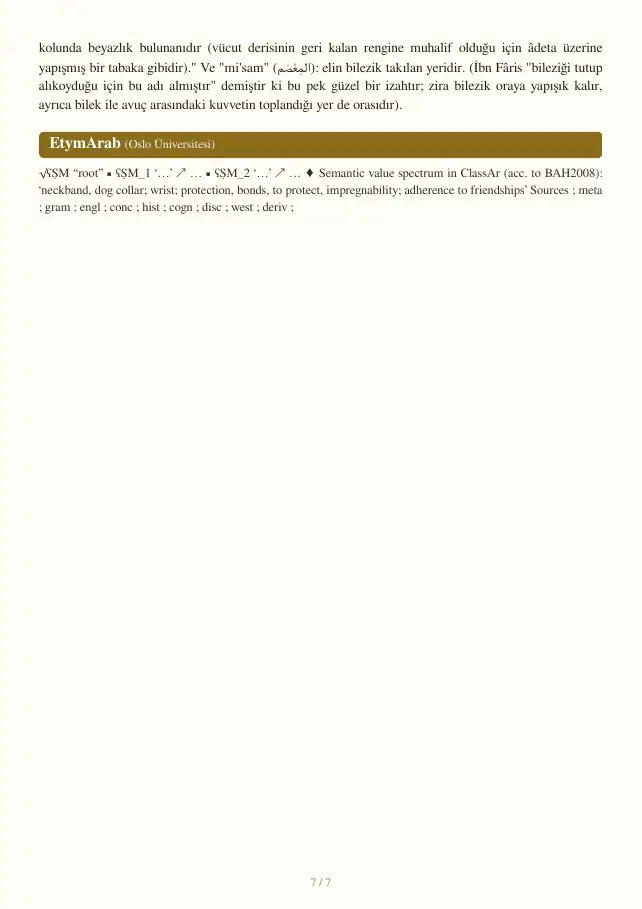 kolunda beyazlık bulunanıdır (vücut derisinin geri kalan rengine muhalif olduğu için âdeta üzerine
yapışmış bir tabaka gibidir)." Ve "mi'sam" (المِعْصَم): elin bilezik takılan yeridir. (İbn Fâris "bileziği tutup
alıkoyduğu için bu adı almıştır" demiştir ki bu pek güzel bir izahtır; zira bilezik oraya yapışık kalır,
ayrıca bilek ile avuç arasındaki kuvvetin toplandığı yer de orasıdır).
EtymArab (Oslo Üniversitesi)
√ʕṢM “root” ▪ ʕṢM_1 ‘…’ ↗ … ▪ ʕṢM_2 ‘…’ ↗ … ♦ Semantic value spectrum in ClassAr (acc. to BAH2008):
‘neckband, dog collar; wrist; protection, bonds, to protect, impregnability; adherence to friendships’ Sources ; meta
; gram ; engl ; conc ; hist ; cogn ; disc ; west ; deriv ;
7 / 7